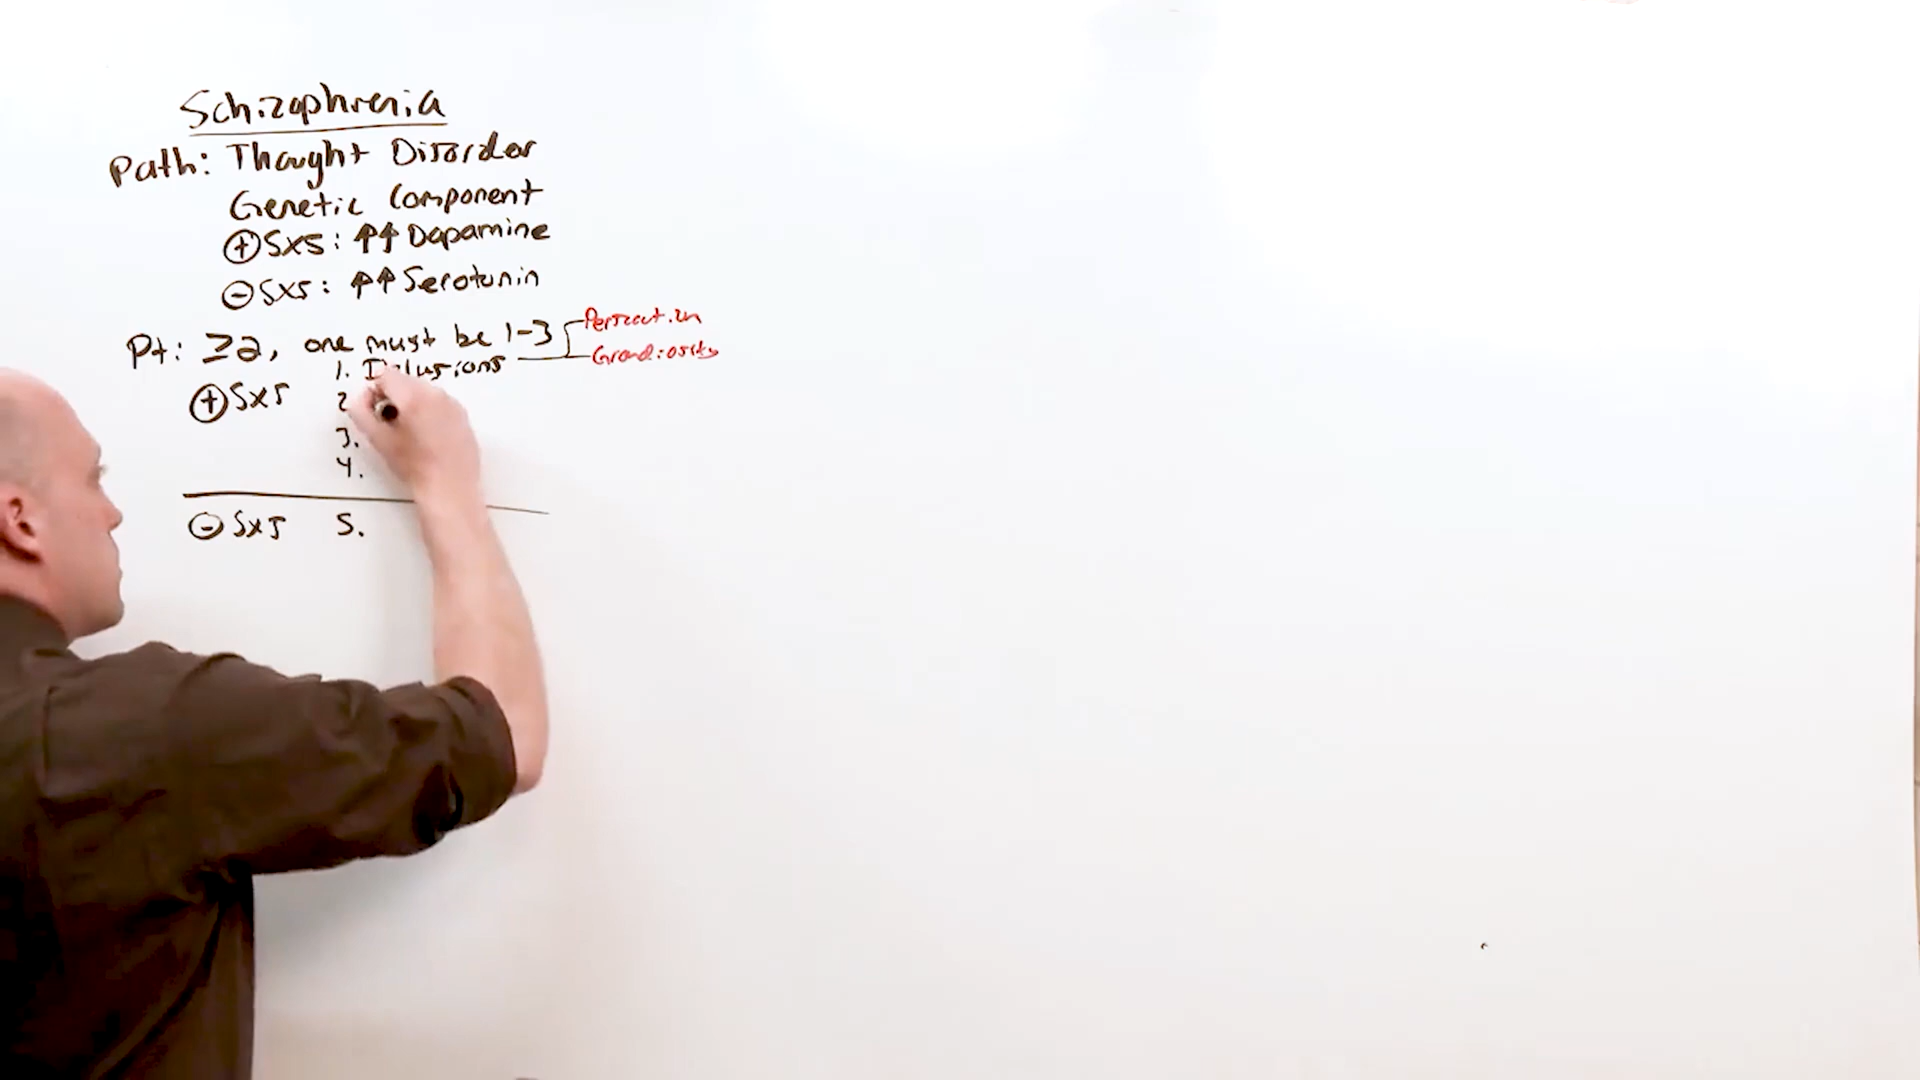 Schizophrenia
Path: Thought Disorder
Genetic Component
⊕ Sxs: ↑↑ Dopamine
⊖ Sxs: ↑↑ Serotonin
Pt: ≥2, one must be 1-3
Persecution
Grandiosity
1. Delusions
⊕ Sxs 2
3.
4.
⊖ Sxs 5.